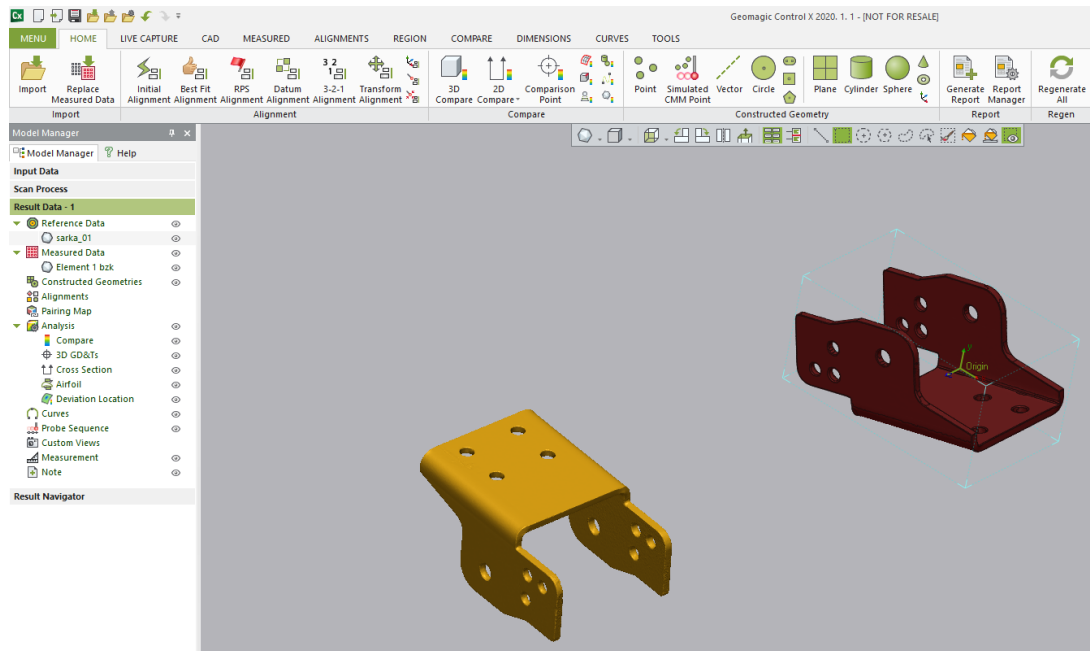 Cx
Geomagic Control X 2020. 1. 1 - [NOT FOR RESALE]
MENU HOME LIVE CAPTURE CAD MEASURED ALIGNMENTS REGION COMPARE DIMENSIONS CURVES TOOLS
3 2
1
Import Replace Initial Best Fit RPS Datum 3-2-1 Transform 3D 2D Comparison Point Simulated Vector Circle Plane Cylinder Sphere Generate Report Regenerate
Measured Data Alignment Alignment Alignment Alignment Alignment Alignment Compare Compare Point CMM Point Report Manager All
Import Alignment Compare Constructed Geometry Report Regen
Model Manager
Model Manager Help
Input Data
Scan Process
Result Data - 1
Reference Data
sarka_01
Measured Data
Element 1 bzk
Constructed Geometries
Alignments
Pairing Map
Analysis
Compare
3D GD&Ts
Cross Section
Airfoil
Deviation Location
Curves
Probe Sequence
Custom Views
Measurement
Note
Result Navigator
y
Origin